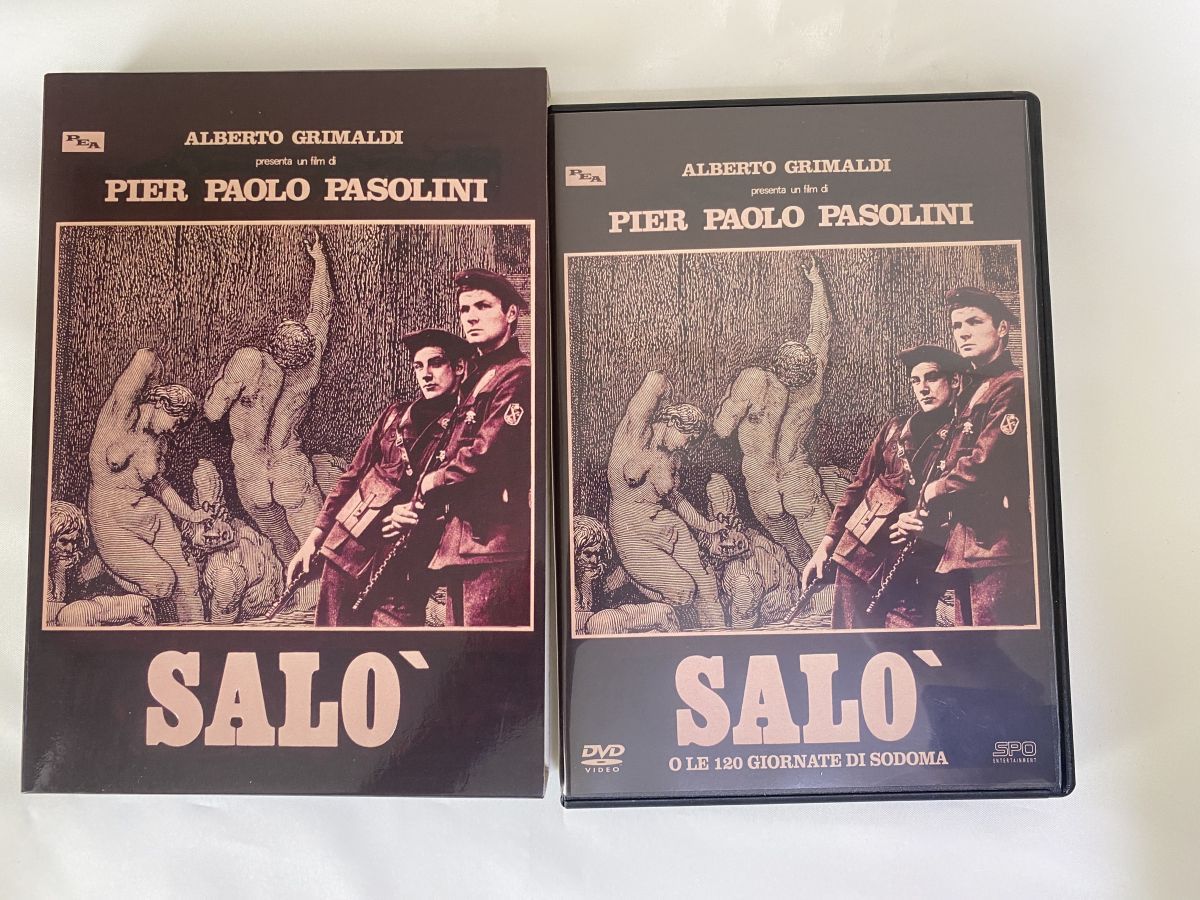 PEA
ALBERTO GRIMALDI
presenta un film di
PIER PAOLO PASOLINI
SALO`
PEA
ALBERTO GRIMALDI
presenta un film di
PIER PAOLO PASOLINI
SALO`
O LE 120 GIORNATE DI SODOMA
DVD
VIDEO
SPO
ENTERTAINMENT